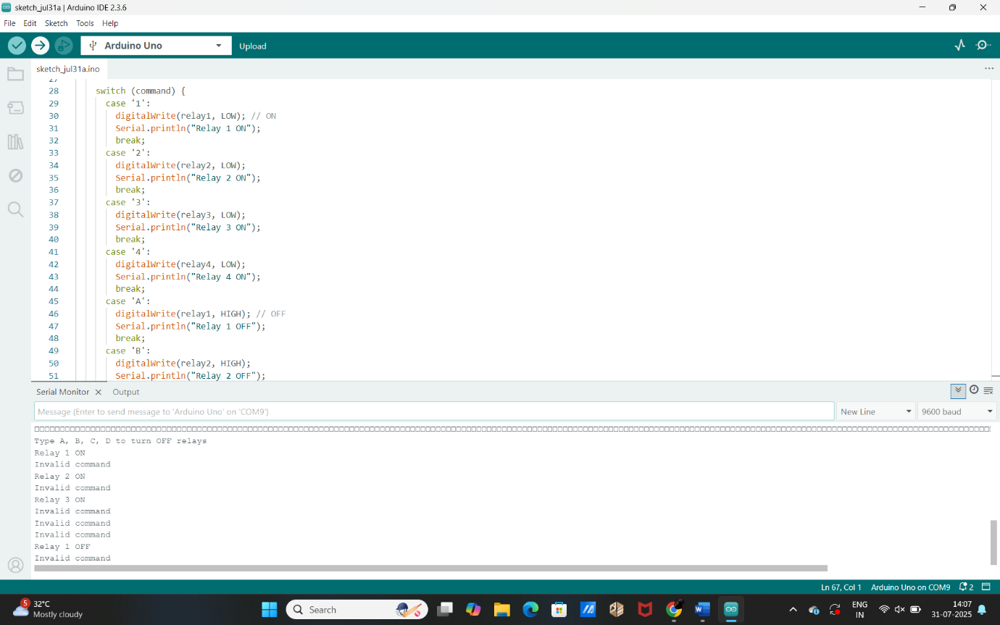 sketch_jul31a | Arduino IDE 2.3.6
File Edit Sketch Tools Help
Arduino Uno
Upload
sketch_jul31a.ino
27
28 switch (command) {
29 case '1':
30 digitalWrite(relay1, LOW); // ON
31 Serial.println("Relay 1 ON");
32 break;
33 case '2':
34 digitalWrite(relay2, LOW);
35 Serial.println("Relay 2 ON");
36 break;
37 case '3':
38 digitalWrite(relay3, LOW);
39 Serial.println("Relay 3 ON");
40 break;
41 case '4':
42 digitalWrite(relay4, LOW);
43 Serial.println("Relay 4 ON");
44 break;
45 case 'A':
46 digitalWrite(relay1, HIGH); // OFF
47 Serial.println("Relay 1 OFF");
48 break;
49 case 'B':
50 digitalWrite(relay2, HIGH);
51 Serial.println("Relay 2 OFF");
Serial Monitor Output
Message (Enter to send message to 'Arduino Uno' on 'COM9')
New Line
9600 baud
Type A, B, C, D to turn OFF relays
Relay 1 ON
Invalid command
Relay 2 ON
Invalid command
Relay 3 ON
Invalid command
Invalid command
Invalid command
Relay 1 OFF
Invalid command
Ln 67, Col 1 Arduino Uno on COM9 2
5
32°C
Mostly cloudy
Search
ENG
IN
14:07
31-07-2025